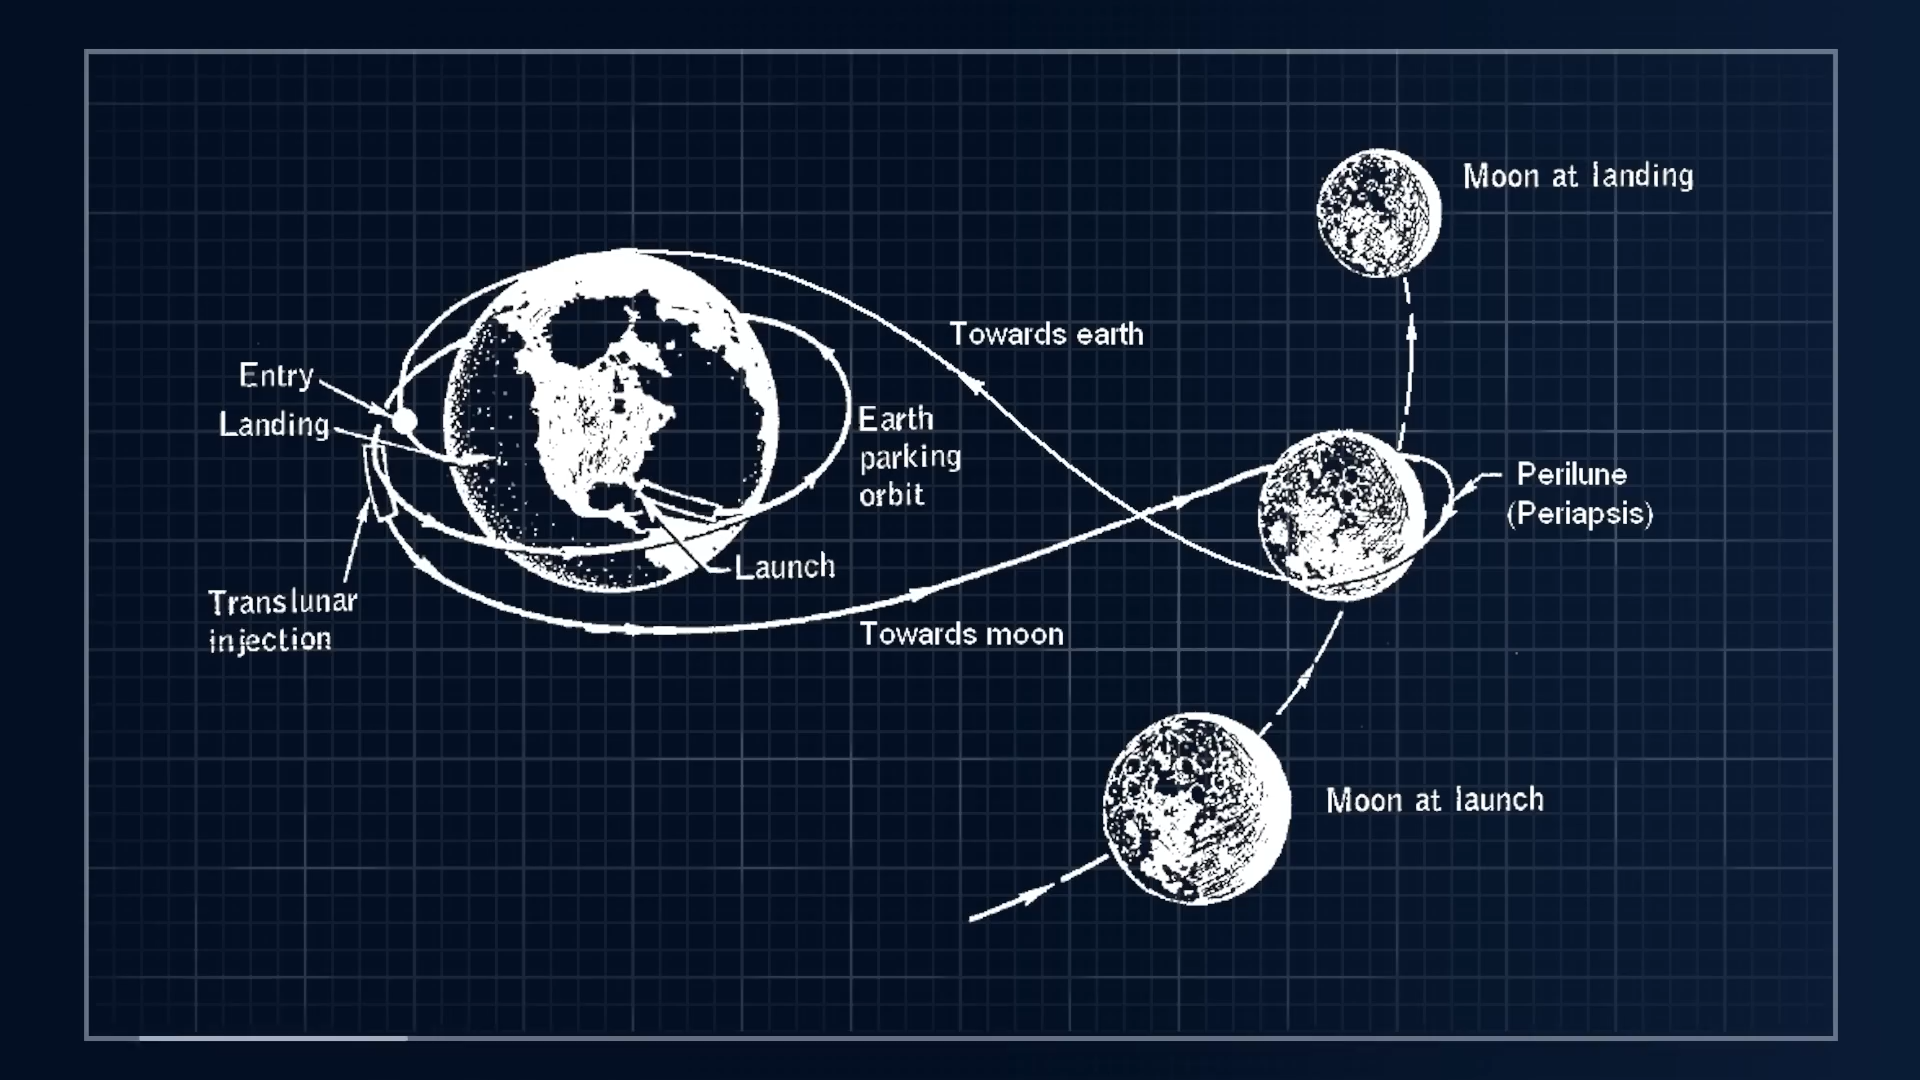 Moon at landing
Towards earth
Entry
Landing
Earth
parking
orbit
Perilune
(Periapsis)
Launch
Translunar
injection
Towards moon
Moon at launch